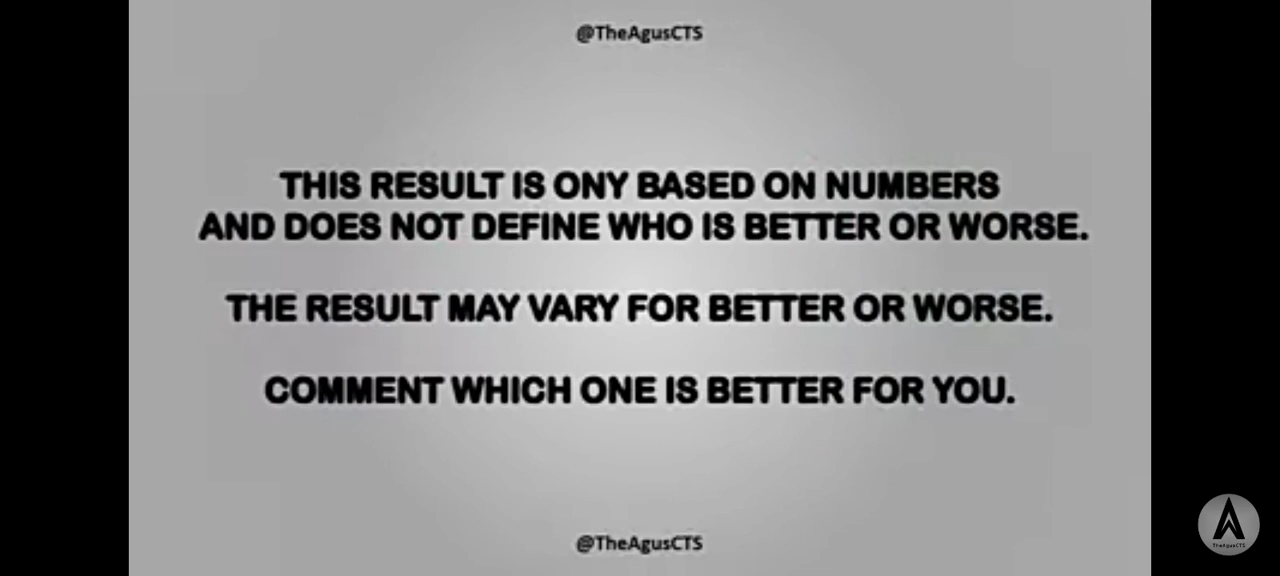 @TheAgusCTS
THIS RESULT IS ONY BASED ON NUMBERS
AND DOES NOT DEFINE WHO IS BETTER OR WORSE.
THE RESULT MAY VARY FOR BETTER OR WORSE.
COMMENT WHICH ONE IS BETTER FOR YOU.
@TheAgusCTS
TheAgusCTS